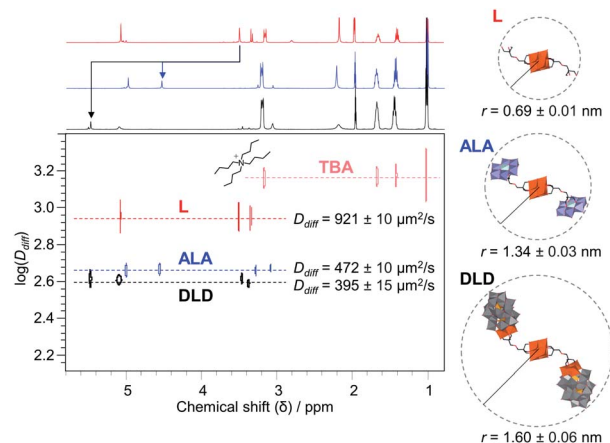 L
r = 0.69 ± 0.01 nm
ALA
r = 1.34 ± 0.03 nm
DLD
r = 1.60 ± 0.06 nm
log(D_diff)
3.2
3.0
2.8
2.6
2.4
2.2
N
+
TBA
L
D_diff = 921 ± 10 µm²/s
ALA
D_diff = 472 ± 10 µm²/s
DLD
D_diff = 395 ± 15 µm²/s
5 4 3 2 1
Chemical shift (δ) / ppm